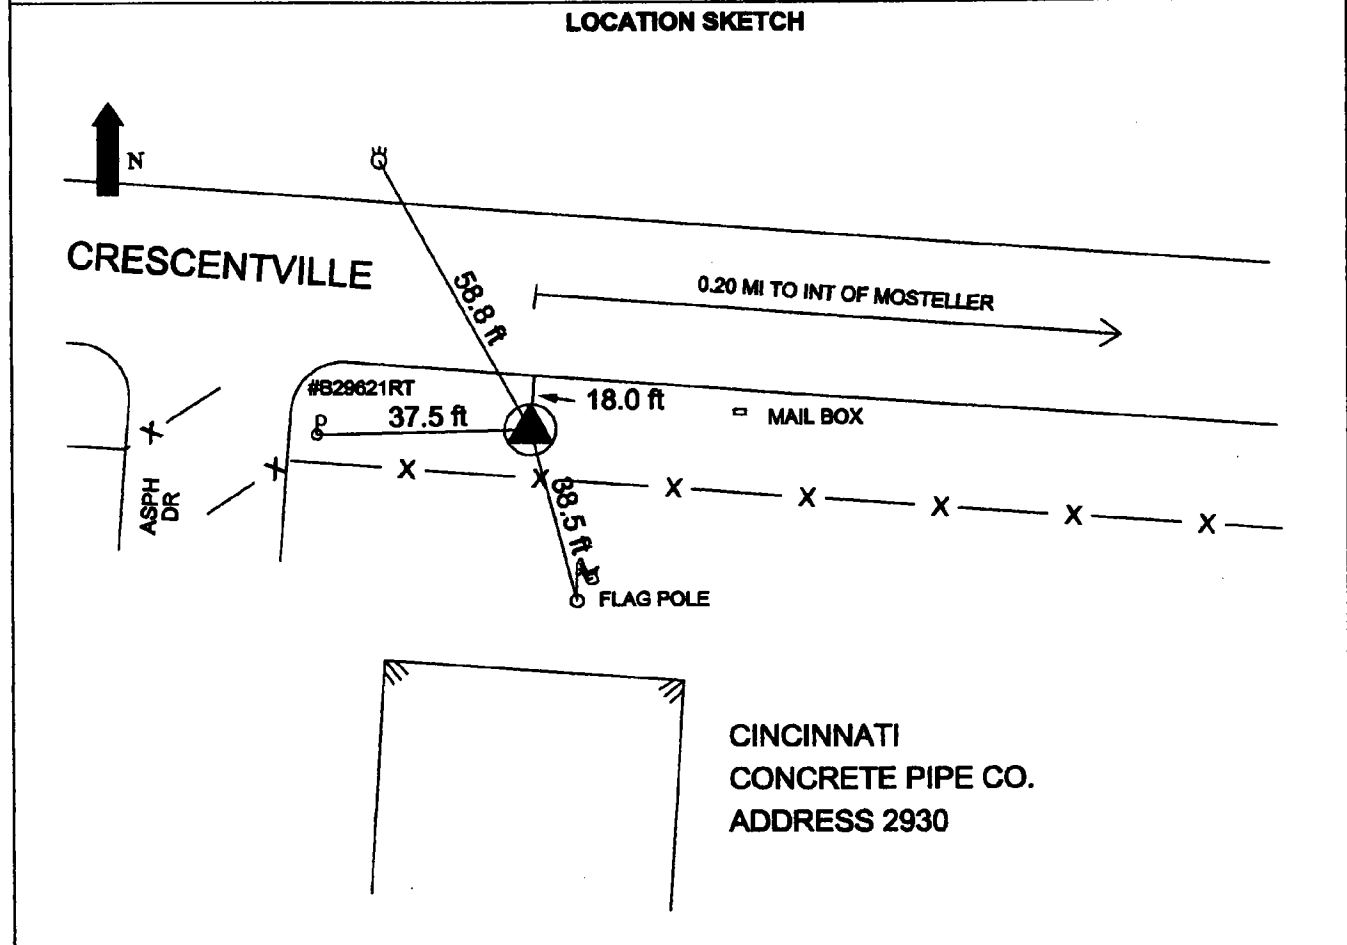 LOCATION SKETCH
N
CRESCENTVILLE
58.8 ft
0.20 MI TO INT OF MOSTELLER
#B29621RT
P
37.5 ft
18.0 ft
MAIL BOX
X X X X X X X
ASPH
DR
38.5 ft
FLAG POLE
CINCINNATI
CONCRETE PIPE CO.
ADDRESS 2930